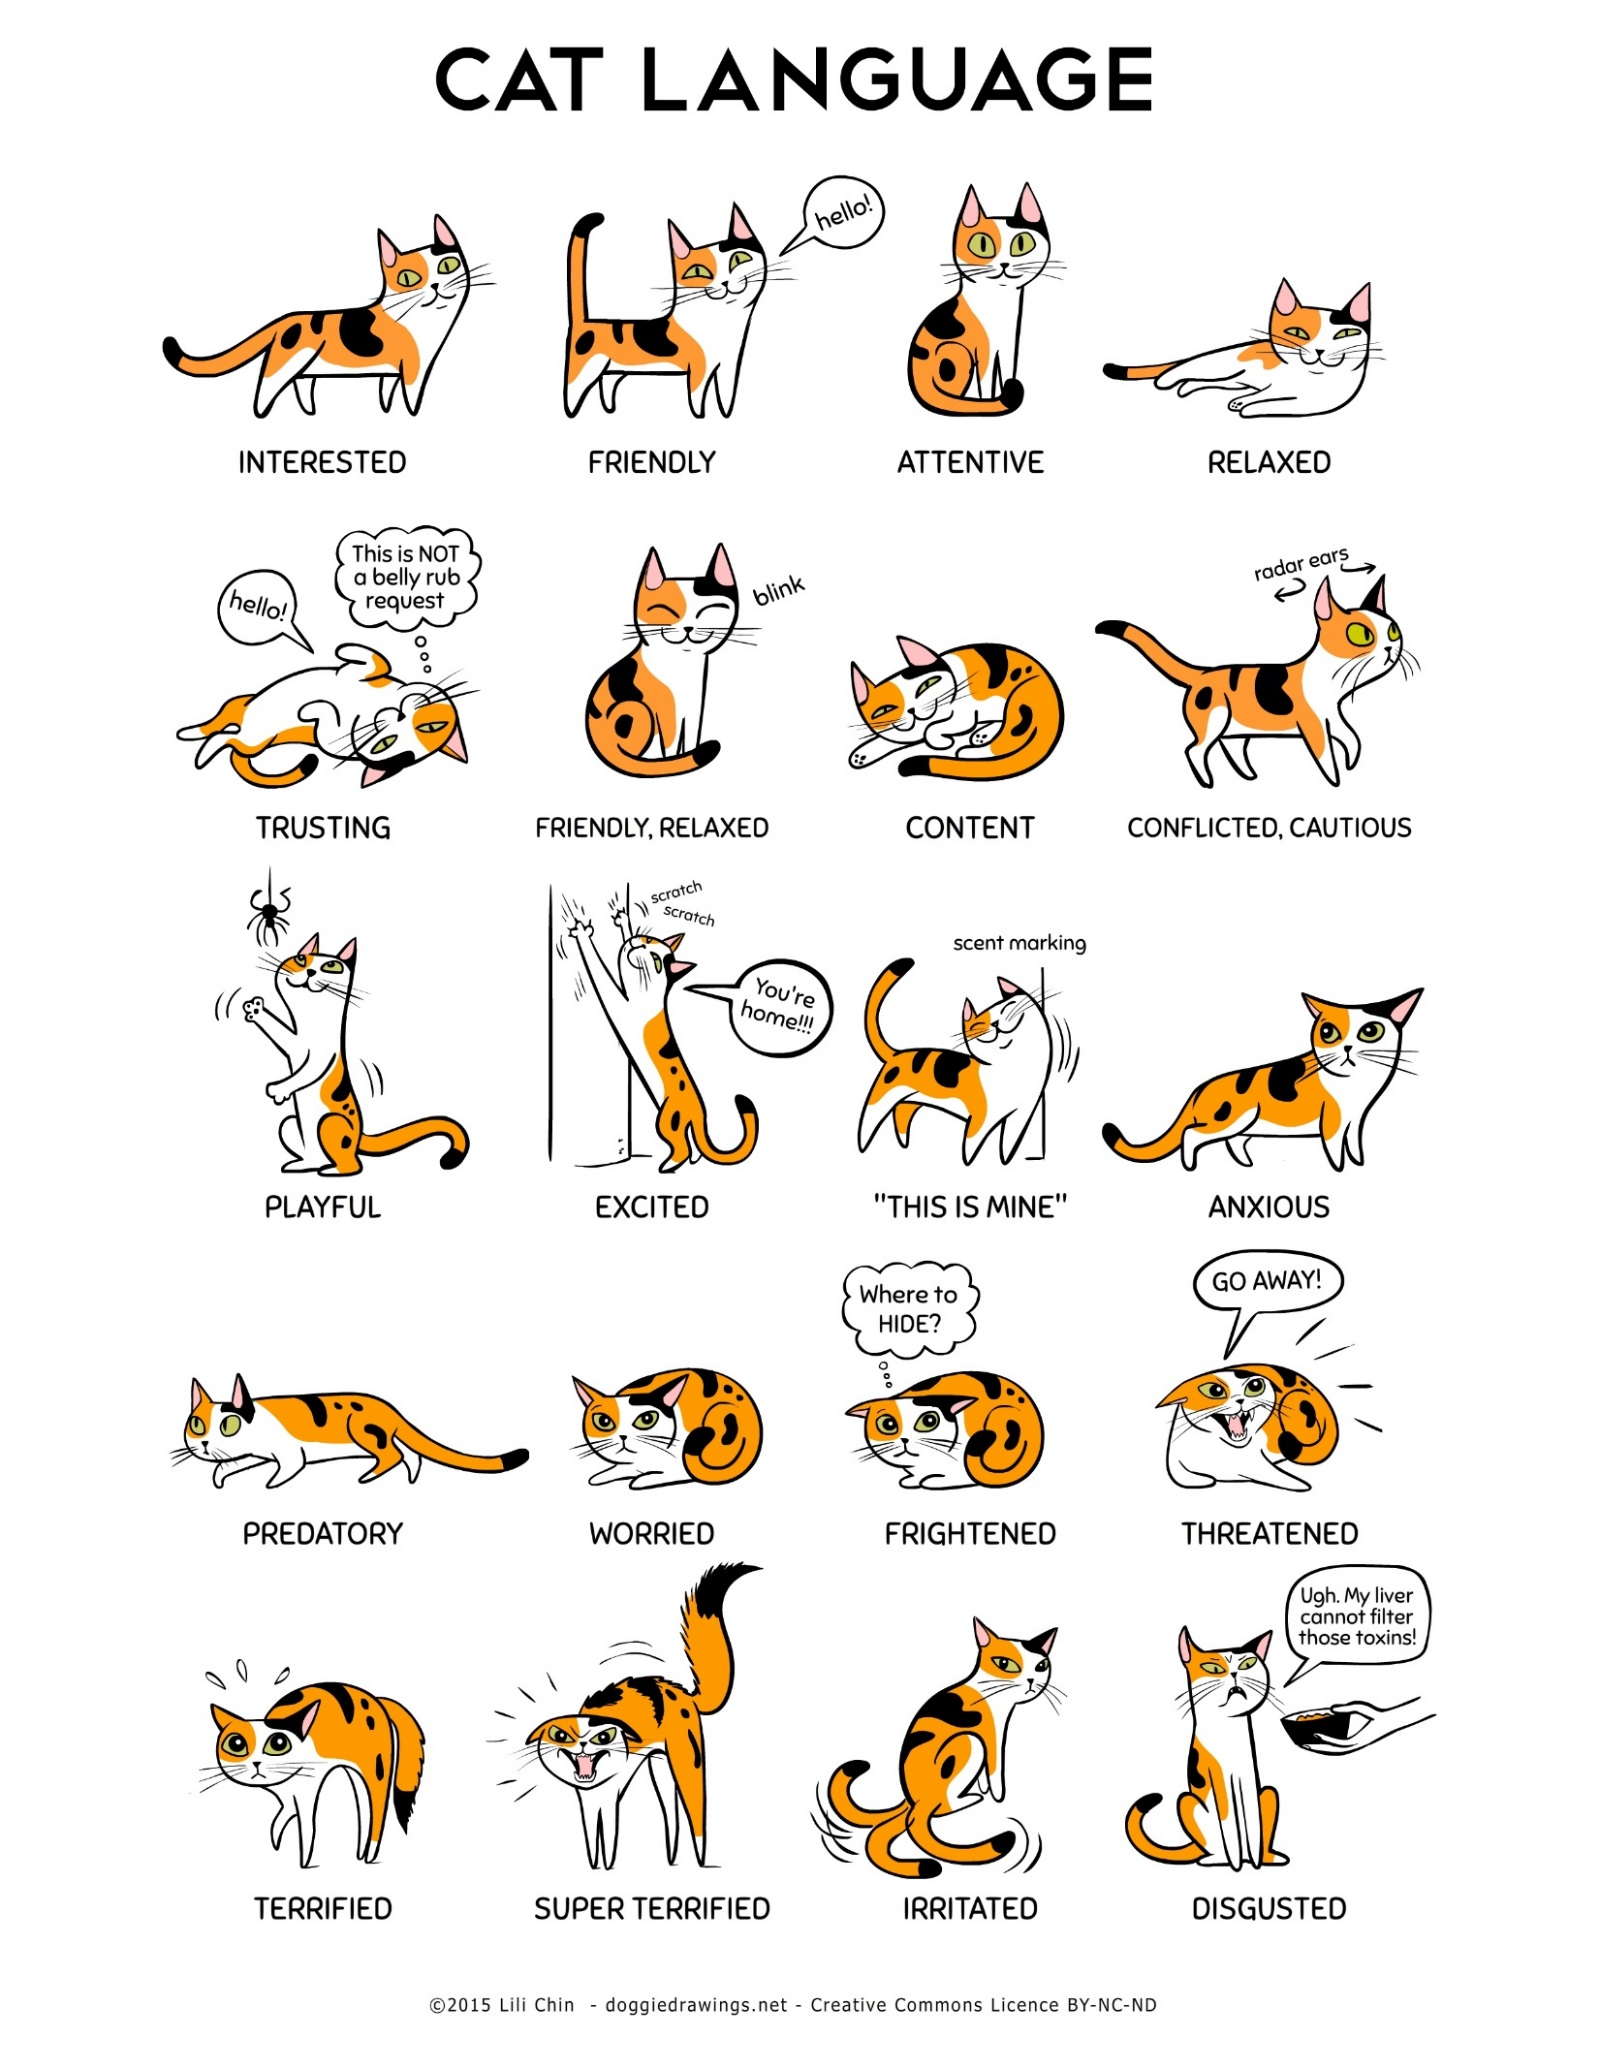 CAT LANGUAGE
hello!
INTERESTED
FRIENDLY
ATTENTIVE
RELAXED
hello!
This is NOT
a belly rub
request
blink
radar ears
TRUSTING
FRIENDLY, RELAXED
CONTENT
CONFLICTED, CAUTIOUS
scratch
scratch
You're
home!!!
scent marking
PLAYFUL
EXCITED
"THIS IS MINE"
ANXIOUS
Where to
HIDE?
GO AWAY!
PREDATORY
WORRIED
FRIGHTENED
THREATENED
Ugh. My liver
cannot filter
those toxins!
TERRIFIED
SUPER TERRIFIED
IRRITATED
DISGUSTED
©2015 Lili Chin - doggiedrawings.net - Creative Commons Licence BY-NC-ND